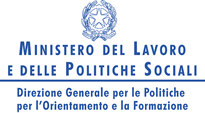 MINISTERO DEL LAVORO
E DELLE POLITICHE SOCIALI
Direzione Generale per le Politiche
per l'Orientamento e la Formazione